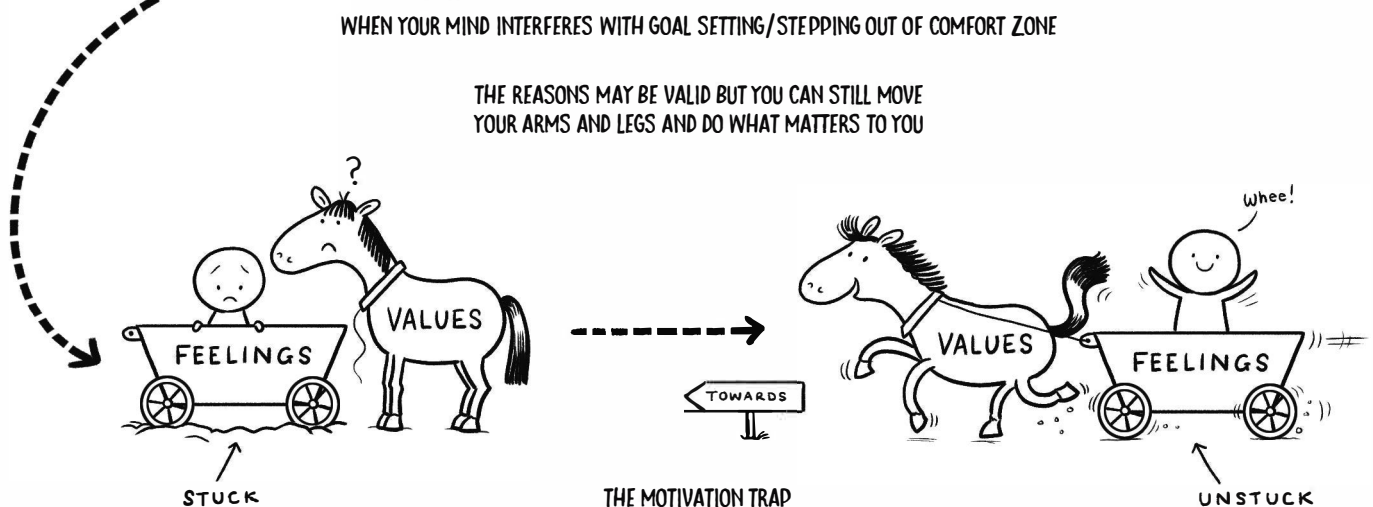 WHEN YOUR MIND INTERFERES WITH GOAL SETTING/STEPPING OUT OF COMFORT ZONE
THE REASONS MAY BE VALID BUT YOU CAN STILL MOVE
YOUR ARMS AND LEGS AND DO WHAT MATTERS TO YOU
?
VALUES
FEELINGS
STUCK
TOWARDS
Whee!
VALUES
FEELINGS
UNSTUCK
THE MOTIVATION TRAP